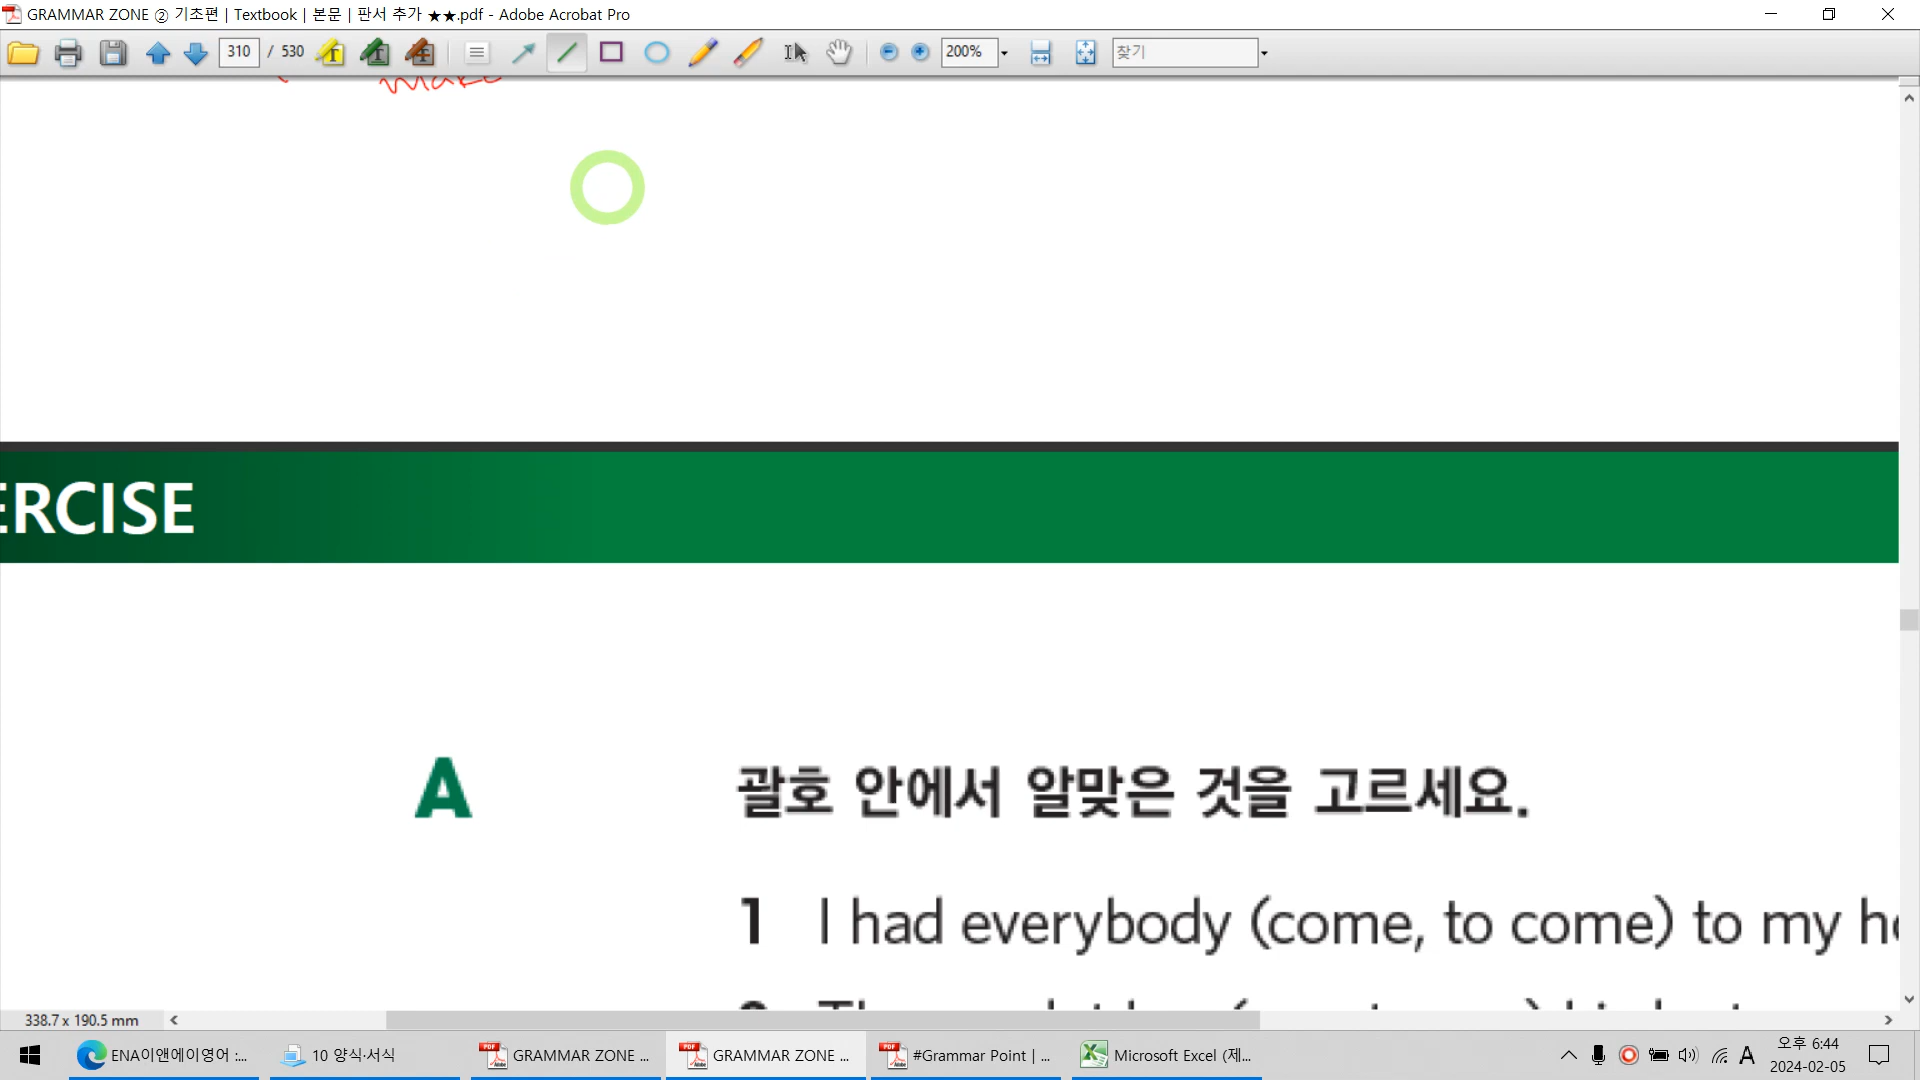 GRAMMAR ZONE ② 기초편 | Textbook | 본문 | 판서 추가 ★★.pdf - Adobe Acrobat Pro
310 / 530
200%
찾기
make
ERCISE
A
괄호 안에서 알맞은 것을 고르세요.
1 I had everybody (come, to come) to my
338.7 x 190.5 mm
ENA이앤에이영어 :...
10 양식·서식
GRAMMAR ZONE ...
GRAMMAR ZONE ...
#Grammar Point | ...
Microsoft Excel (제...
A
오후 6:44
2024-02-05